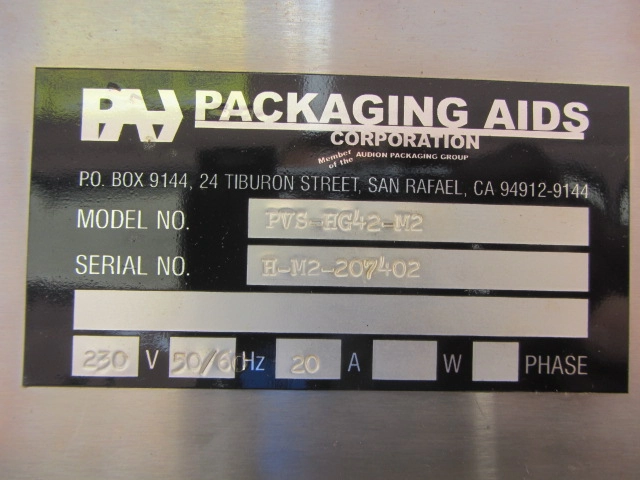 PACKAGING AIDS
CORPORATION
Member of the AUDION PACKAGING GROUP
P.O. BOX 9144, 24 TIBURON STREET, SAN RAFAEL, CA 94912-9144
MODEL NO. PVS-HG42-M2
SERIAL NO. H-M2-207402
230 V 50/60Hz 20 A W PHASE